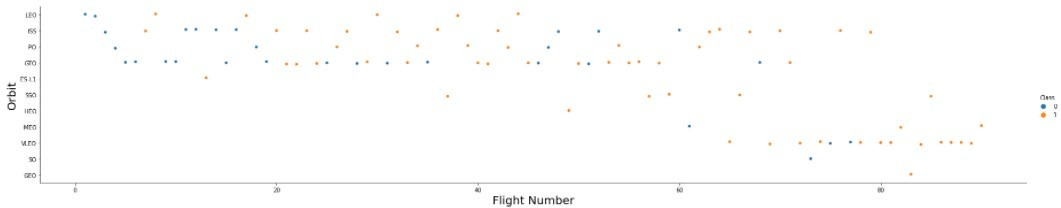 LEO
ISS
PO
GTO
ES-L1
SSO
HEO
MEO
VLEO
SO
GEO
Orbit
0
20
40
60
80
Flight Number
Class
0
1